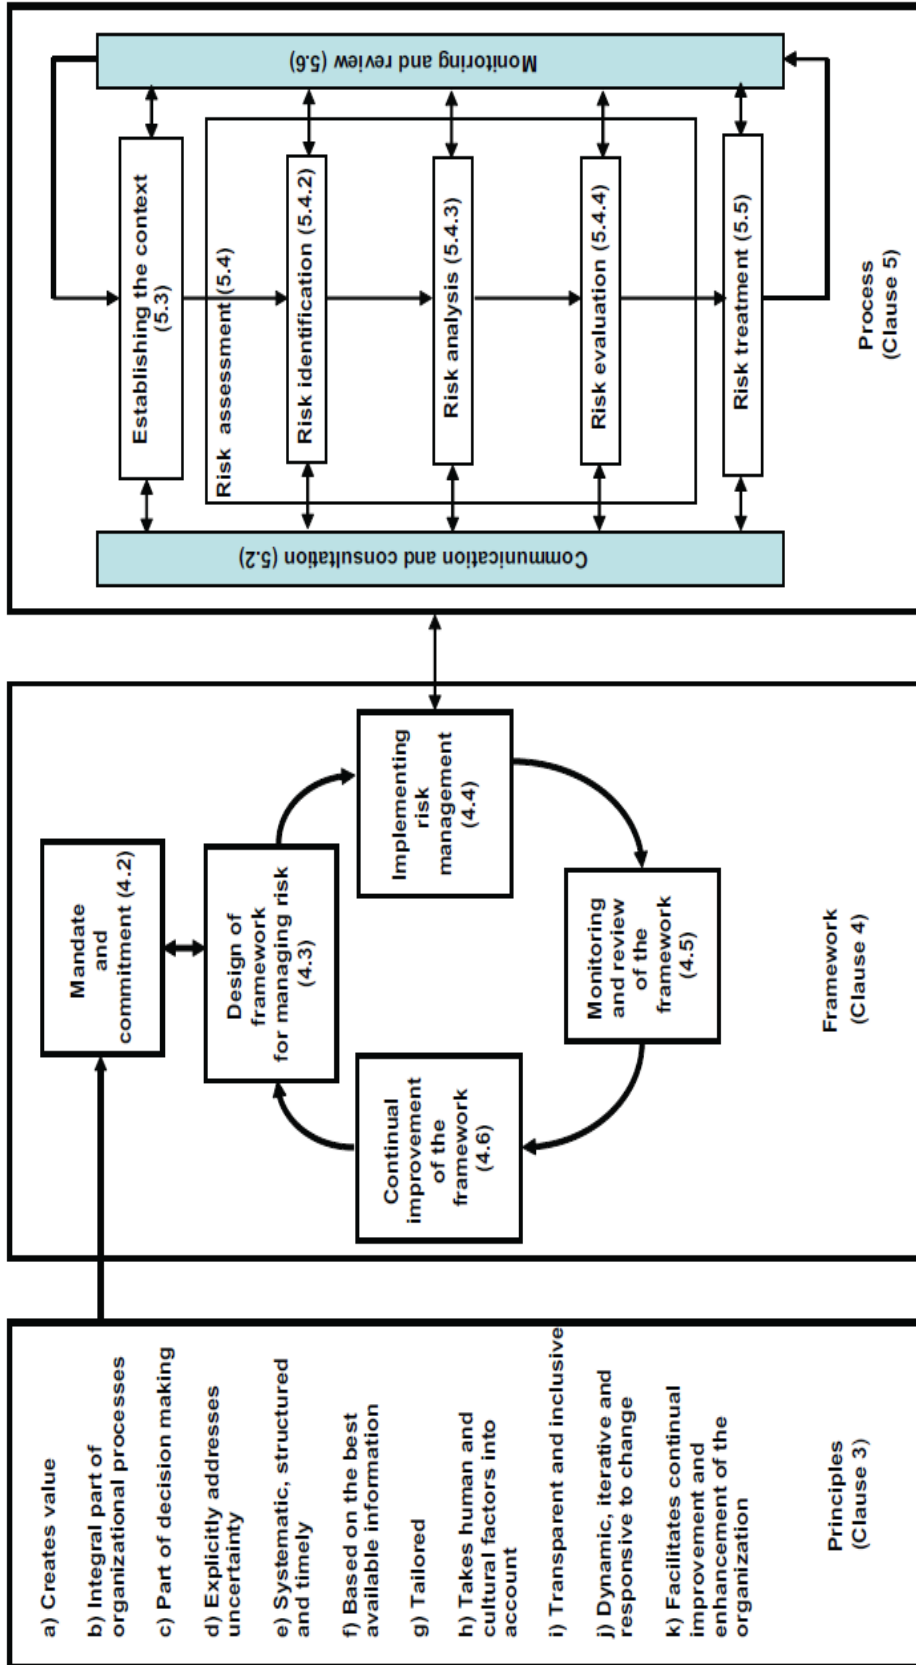 a) Creates value
b) Integral part of
organizational processes
c) Part of decision making
d) Explicitly addresses
uncertainty
e) Systematic, structured
and timely
f) Based on the best
available information
g) Tailored
h) Takes human and
cultural factors into
account
i) Transparent and inclusive
j) Dynamic, iterative and
responsive to change
k) Facilitates continual
improvement and
enhancement of the
organization
Principles
(Clause 3)
Mandate
and
commitment (4.2)
Design of
framework
for managing risk
(4.3)
Implementing
risk
management
(4.4)
Monitoring
and review
of the
framework
(4.5)
Continual
improvement
of the
framework
(4.6)
Framework
(Clause 4)
Communication and consultation (5.2)
Establishing the context
(5.3)
Risk assessment (5.4)
Risk identification (5.4.2)
Risk analysis (5.4.3)
Risk evaluation (5.4.4)
Risk treatment (5.5)
Monitoring and review (5.6)
Process
(Clause 5)